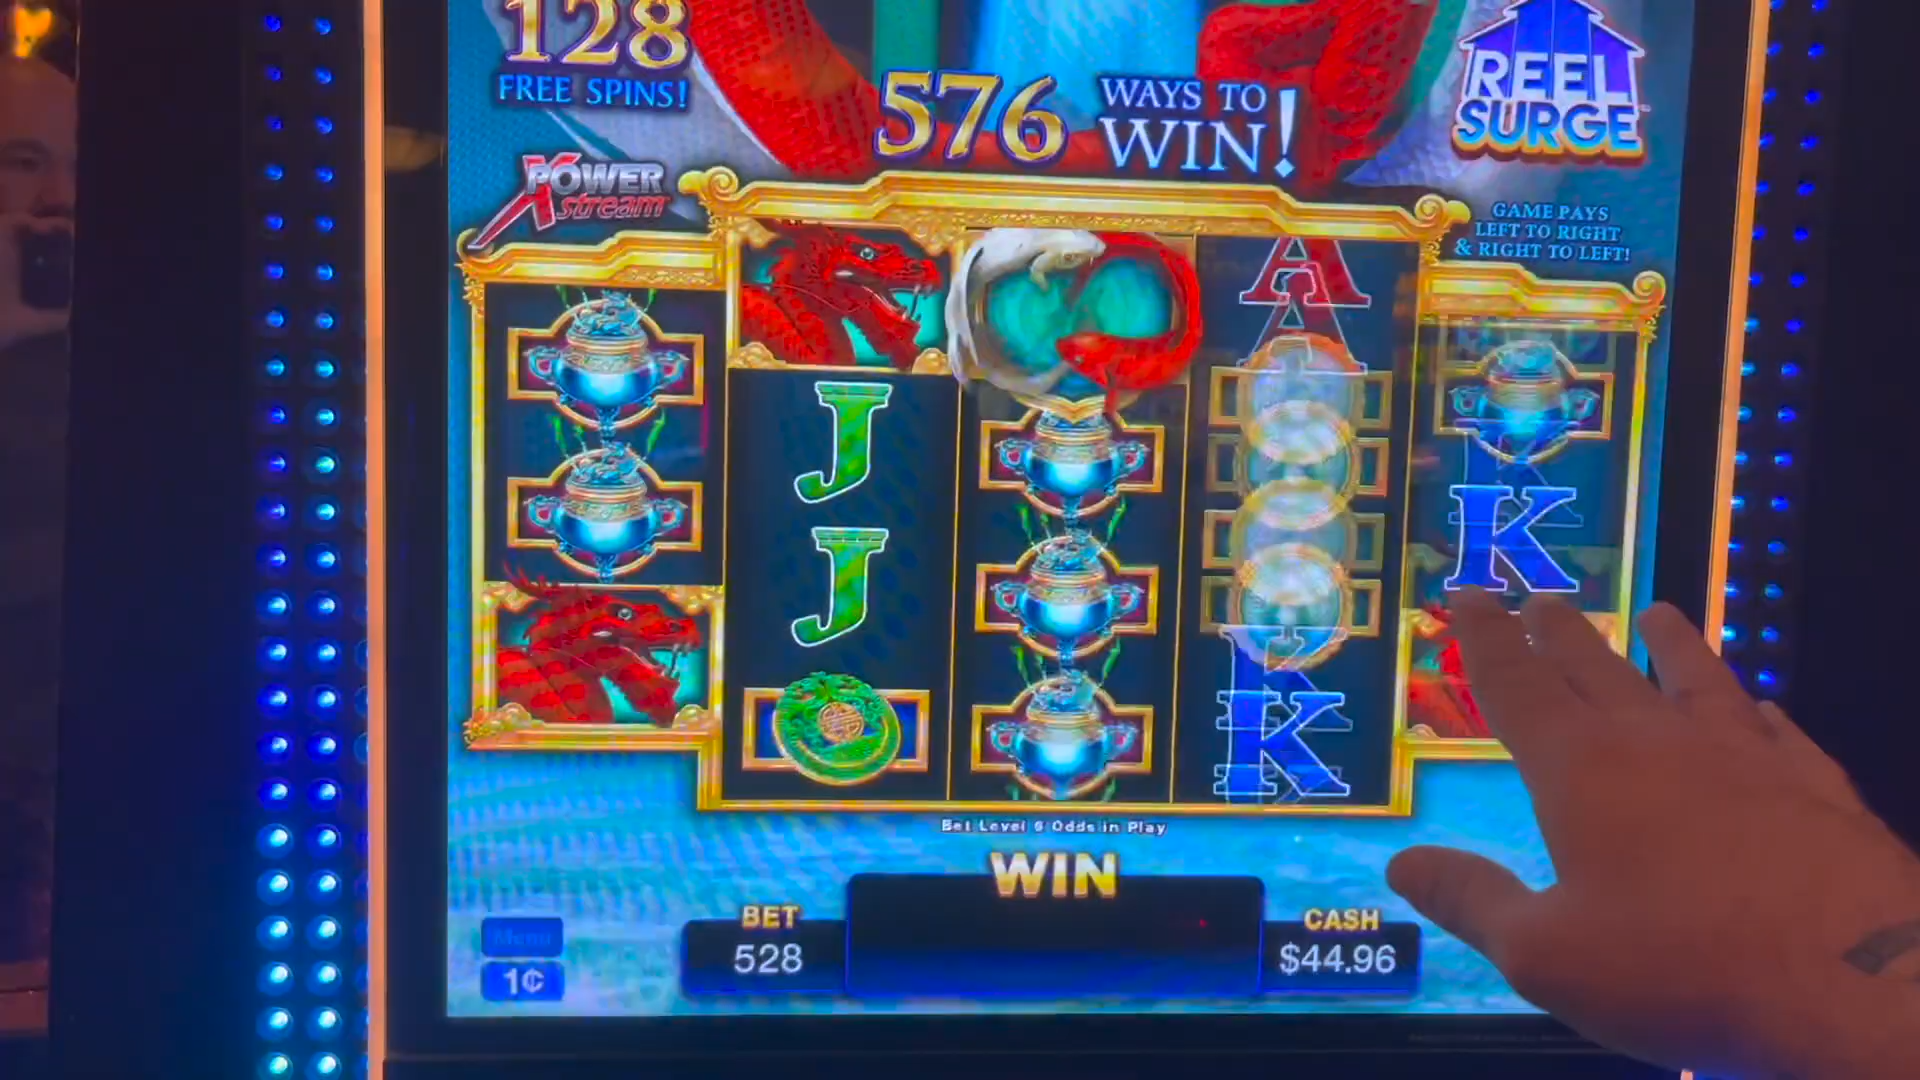 128
FREE SPINS!
576 WAYS TO WIN!
REEL
SURGE
POWER
Xstream
GAME PAYS
LEFT TO RIGHT
& RIGHT TO LEFT!
A
A
J
K
J
K
K
Bet Level 6 Odds in Play
WIN
BET
528
CASH
$44.96
Menu
1¢